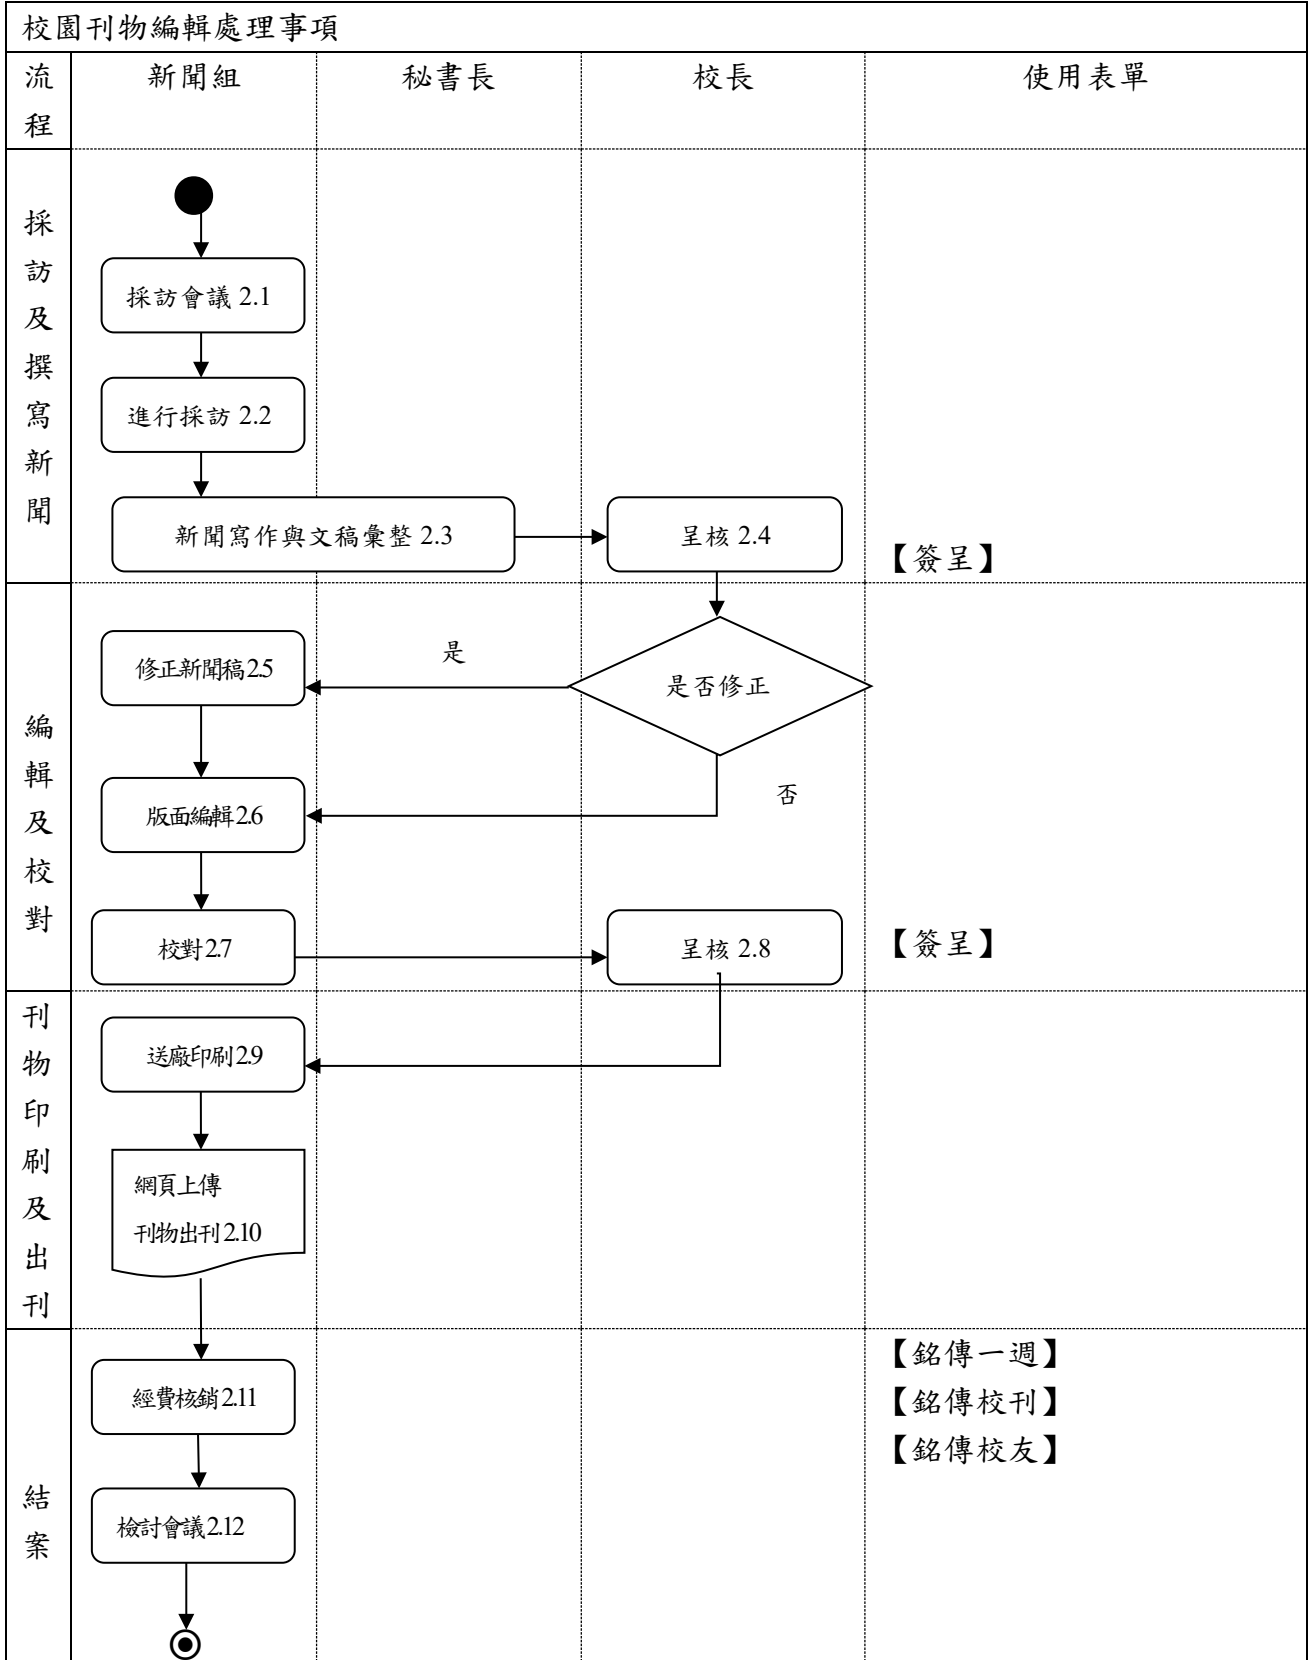 校園刊物編輯處理事項
流程
新聞組
秘書長
校長
使用表單
採訪及撰寫新聞
採訪會議 2.1
進行採訪 2.2
新聞寫作與文稿彙整 2.3
呈核 2.4
【簽呈】
編輯及校對
修正新聞稿2.5
是
是否修正
版面編輯2.6
否
校對2.7
呈核 2.8
【簽呈】
刊物印刷及出刊
送廠印刷2.9
網頁上傳
刊物出刊2.10
結案
經費核銷2.11
【銘傳一週】
【銘傳校刊】
【銘傳校友】
檢討會議2.12